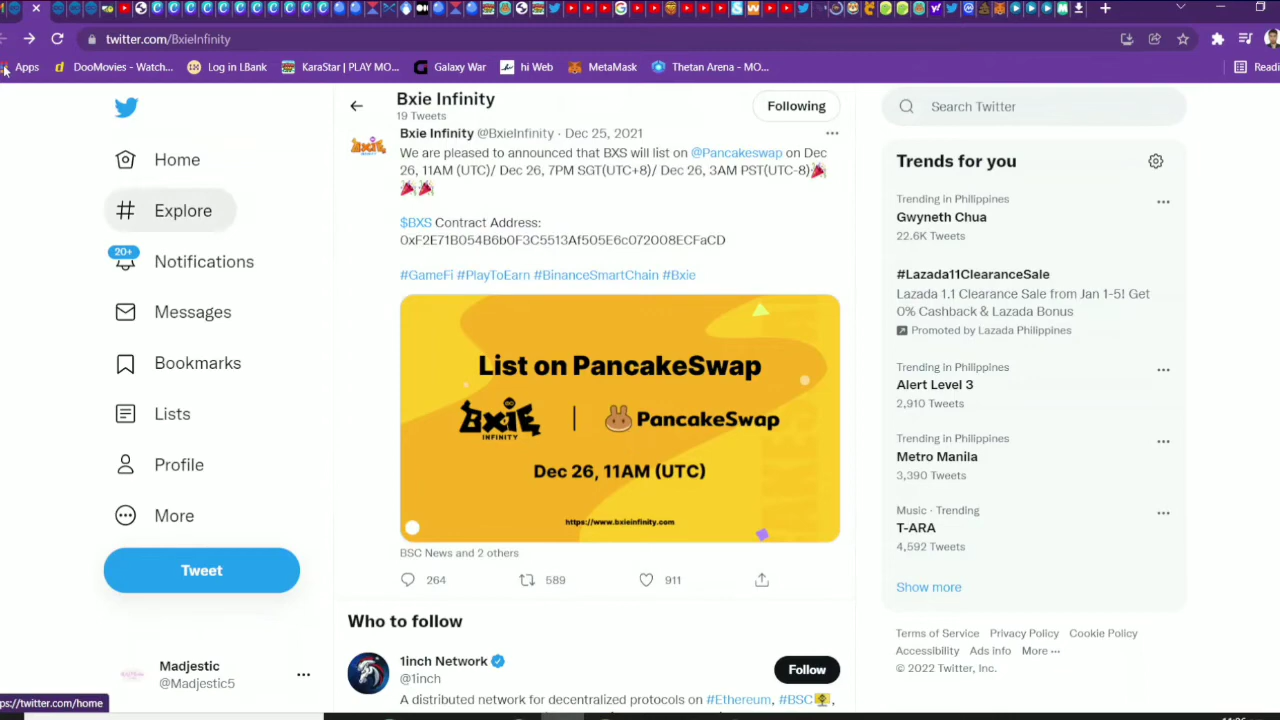 twitter.com/BxieInfinity
Apps
DooMovies - Watch...
Log in LBank
KaraStar | PLAY MO...
Galaxy War
hi Web
MetaMask
Thetan Arena - MO...
Home
Explore
20+
Notifications
Messages
Bookmarks
Lists
Profile
More
Tweet
Madjestic
@Madjestic5
Bxie Infinity
19 Tweets
Following
Bxie Infinity @BxieInfinity · Dec 25, 2021
We are pleased to announced that BXS will list on @Pancakeswap on Dec
26, 11AM (UTC)/ Dec 26, 7PM SGT(UTC+8)/ Dec 26, 3AM PST(UTC-8)
$BXS Contract Address:
0xF2E71B054B6b0F3C5513Af505E6c072008ECFaCD
#GameFi #PlayToEarn #BinanceSmartChain #Bxie
List on PancakeSwap
BXIE INFINITY | PancakeSwap
Dec 26, 11AM (UTC)
https://www.bxieinfinity.com
BSC News and 2 others
264 589 911
Who to follow
1inch Network
@1inch
Follow
A distributed network for decentralized protocols on #Ethereum, #BSC,
Search Twitter
Trends for you
Trending in Philippines
Gwyneth Chua
22.6K Tweets
#Lazada11ClearanceSale
Lazada 1.1 Clearance Sale from Jan 1-5! Get
0% Cashback & Lazada Bonus
Promoted by Lazada Philippines
Trending in Philippines
Alert Level 3
2,910 Tweets
Trending in Philippines
Metro Manila
3,390 Tweets
Music · Trending
T-ARA
4,592 Tweets
Show more
Terms of Service Privacy Policy Cookie Policy
Accessibility Ads info More ···
© 2022 Twitter, Inc.
ps://twitter.com/home